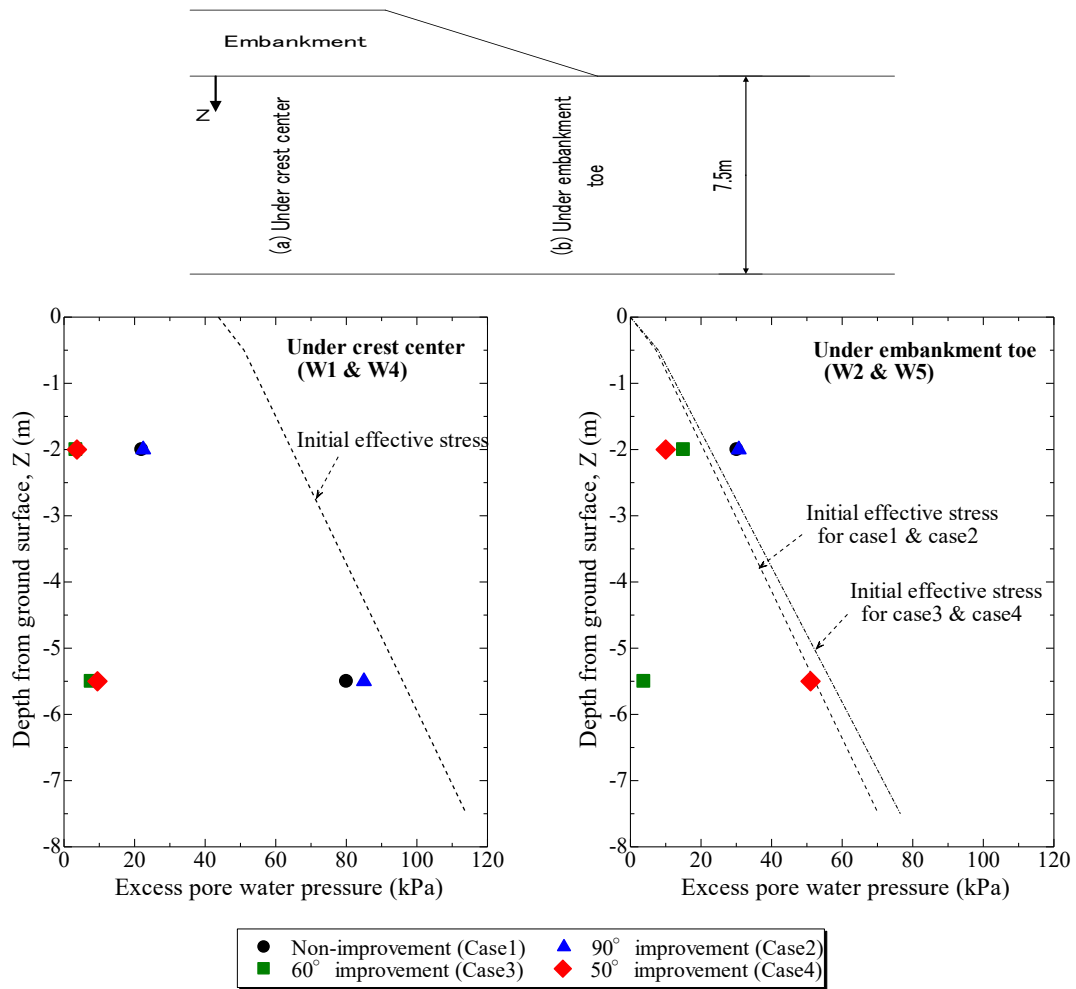 Embankment
Z
(a) Under crest center
(b) Under embankment
toe
7.5m
0
-1
-2
-3
-4
-5
-6
-7
-8
Depth from ground surface, Z (m)
Under crest center
(W1 & W4)
Initial effective stress
0 20 40 60 80 100 120
Excess pore water pressure (kPa)
0
-1
-2
-3
-4
-5
-6
-7
-8
Depth from ground surface, Z (m)
Under embankment toe
(W2 & W5)
Initial effective stress
for case1 & case2
Initial effective stress
for case3 & case4
0 20 40 60 80 100 120
Excess pore water pressure (kPa)
Non-improvement (Case1) 90° improvement (Case2)
60° improvement (Case3) 50° improvement (Case4)